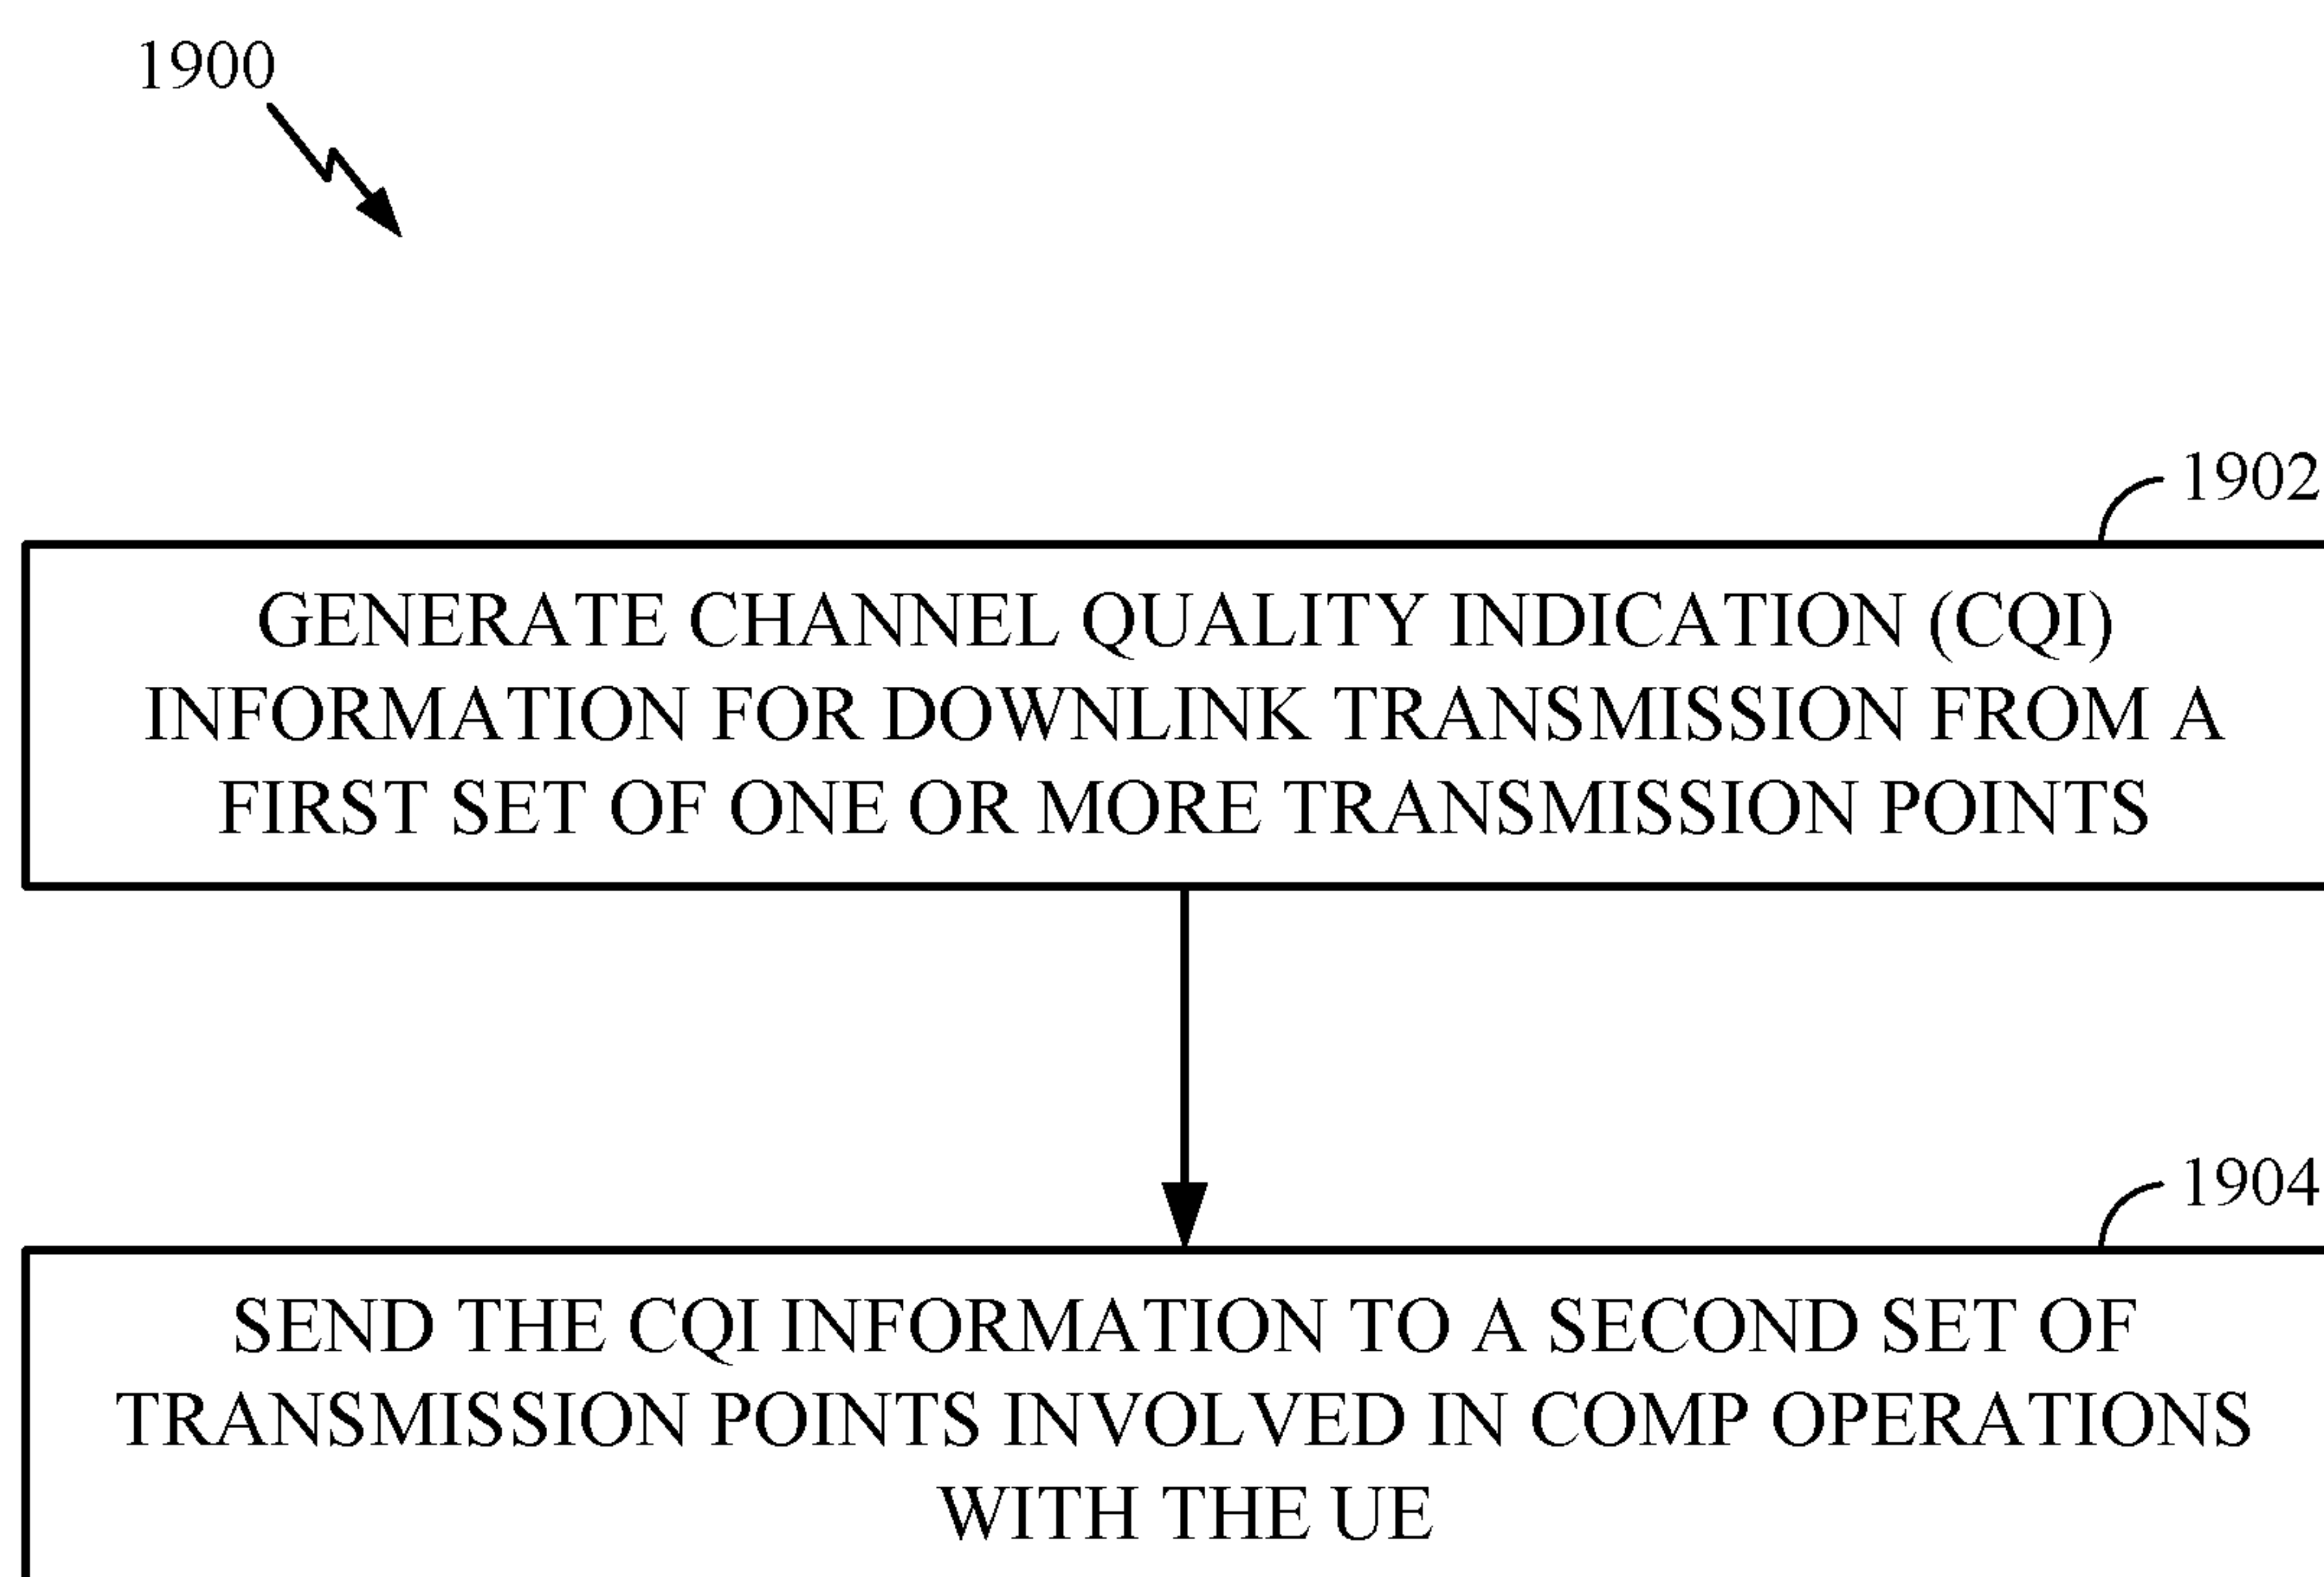 1900
1902
GENERATE CHANNEL QUALITY INDICATION (CQI)
INFORMATION FOR DOWNLINK TRANSMISSION FROM A
FIRST SET OF ONE OR MORE TRANSMISSION POINTS
1904
SEND THE CQI INFORMATION TO A SECOND SET OF
TRANSMISSION POINTS INVOLVED IN COMP OPERATIONS
WITH THE UE